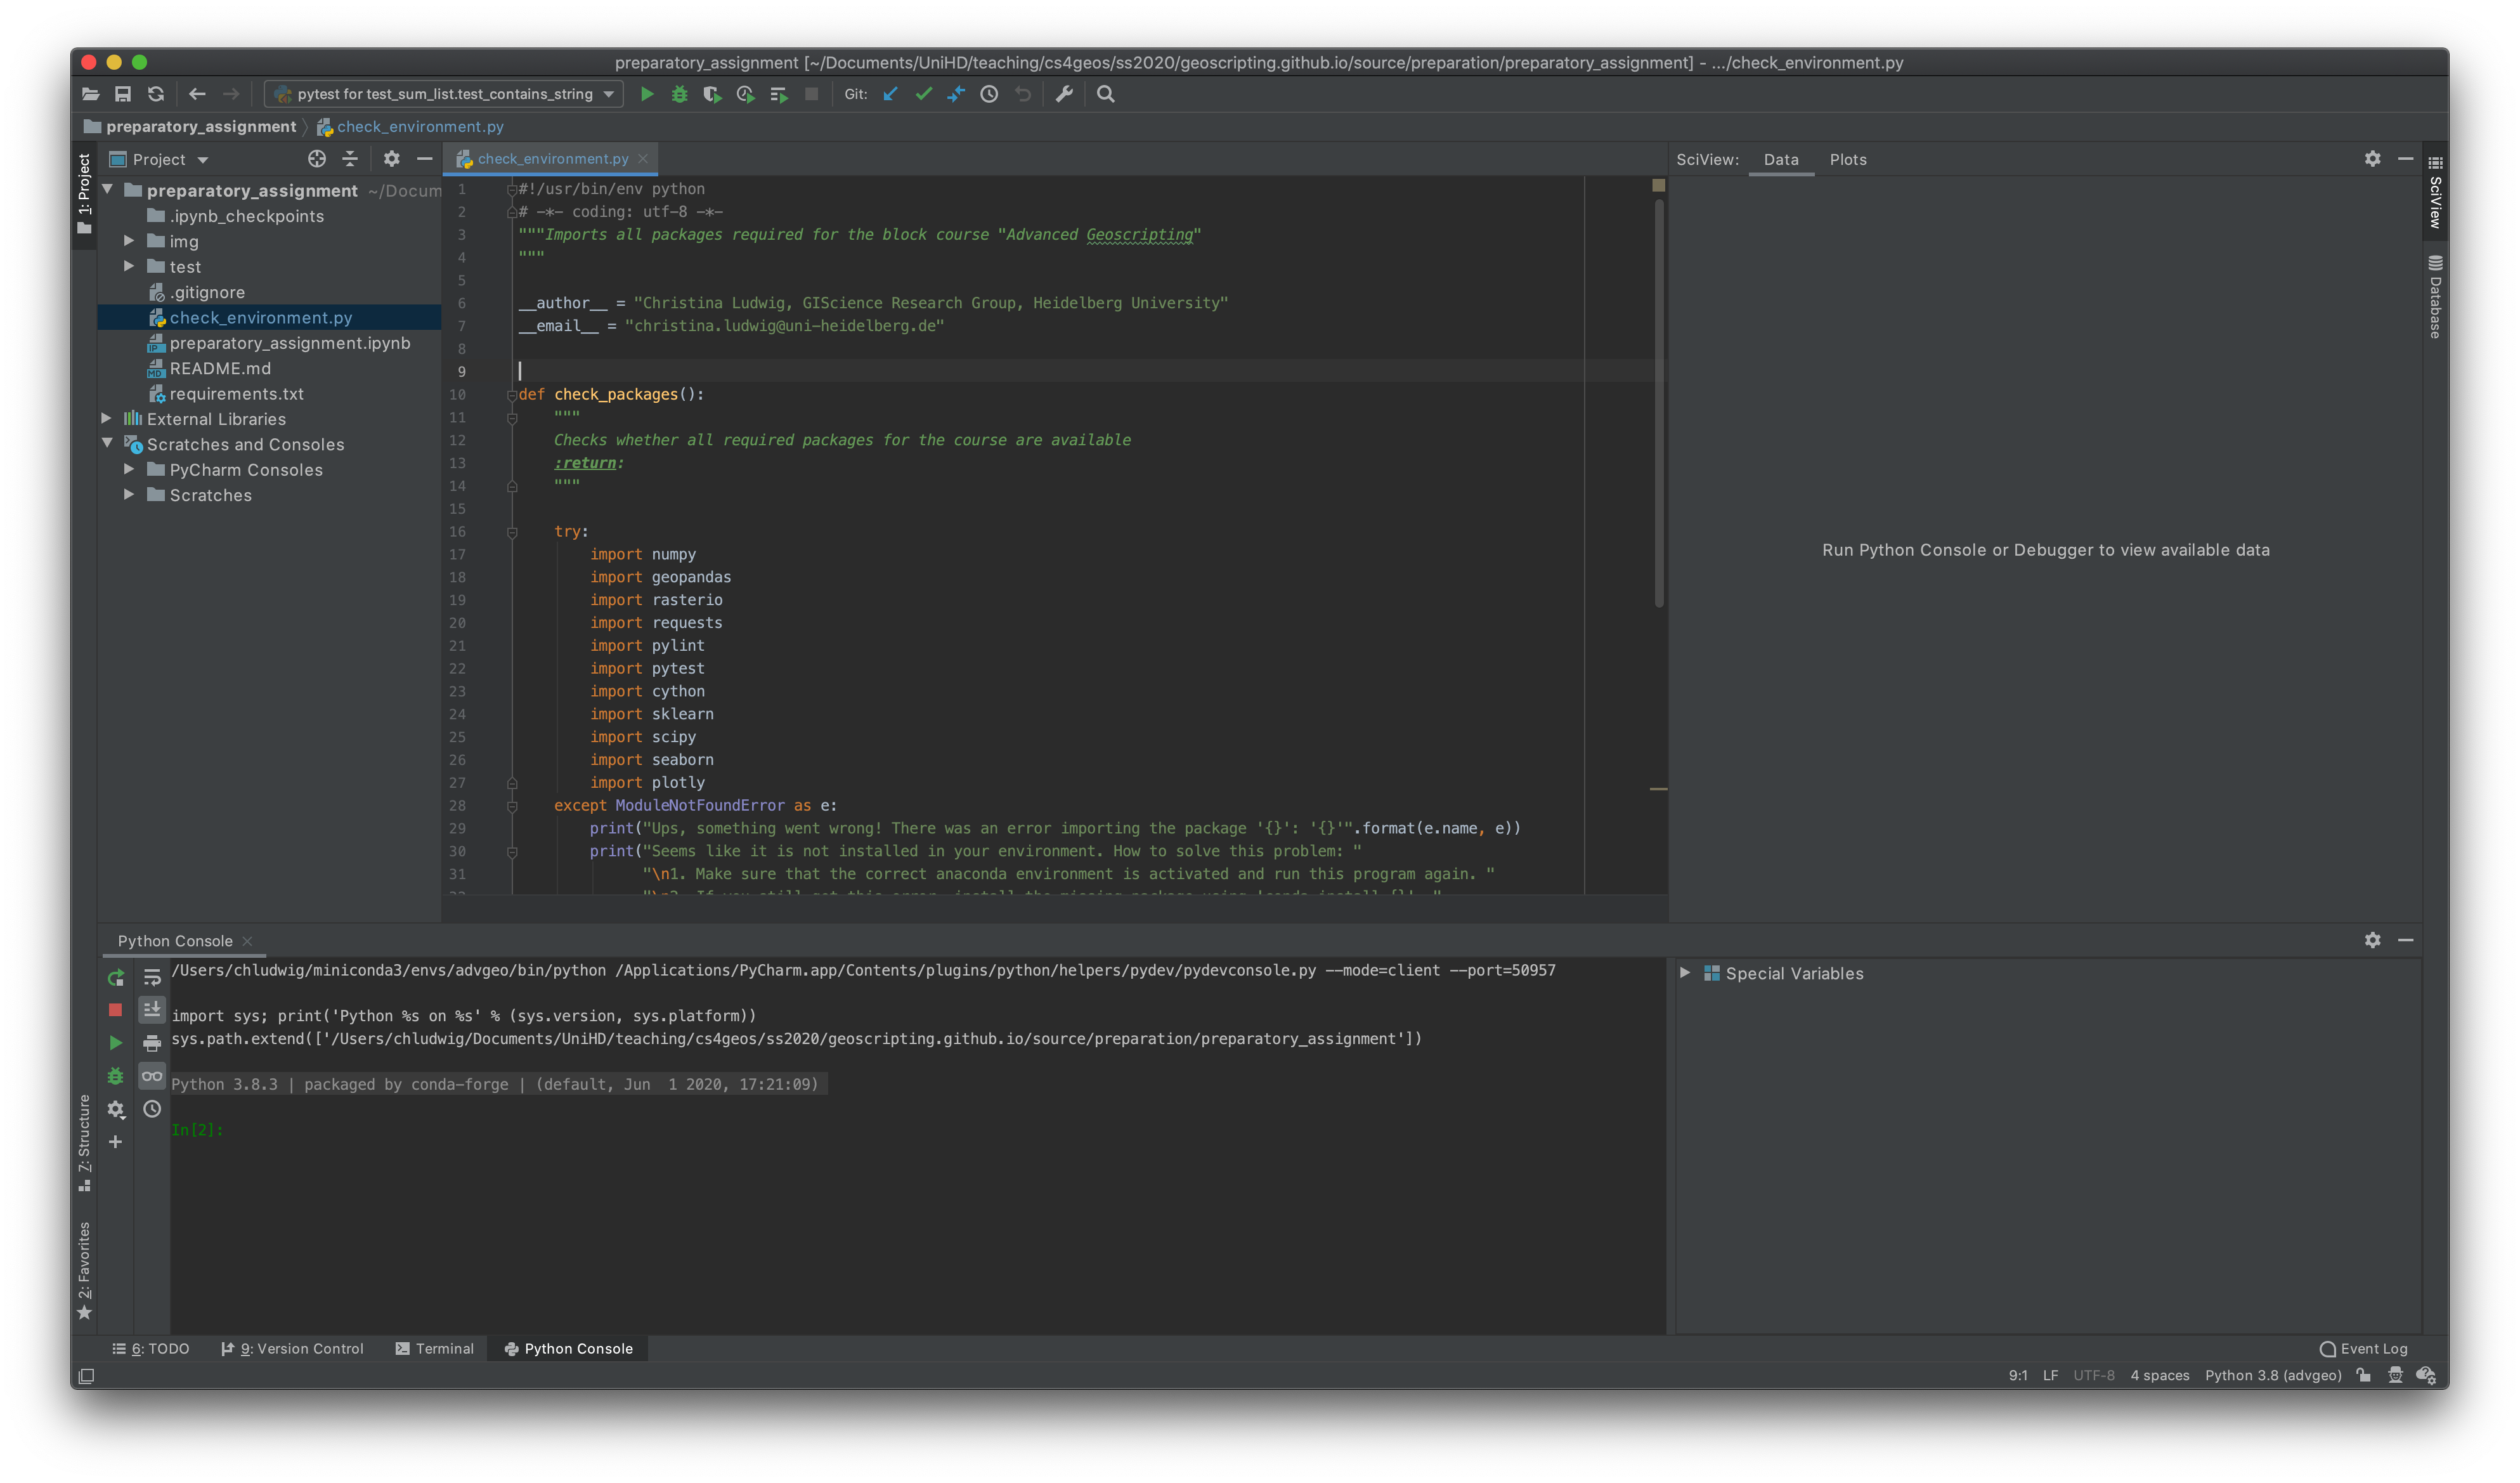 preparatory_assignment [~/Documents/UniHD/teaching/cs4geos/ss2020/geoscripting.github.io/source/preparation/preparatory_assignment] - .../check_environment.py
pytest for test_sum_list.test_contains_string
Git:
preparatory_assignment
check_environment.py
1: Project
Project
preparatory_assignment ~/Docum
.ipynb_checkpoints
img
test
.gitignore
check_environment.py
preparatory_assignment.ipynb
README.md
requirements.txt
External Libraries
Scratches and Consoles
PyCharm Consoles
Scratches
check_environment.py
1 #!/usr/bin/env python
2 # -*- coding: utf-8 -*-
3 """Imports all packages required for the block course "Advanced Geoscripting"
4 """
5
6 __author__ = "Christina Ludwig, GIScience Research Group, Heidelberg University"
7 __email__ = "christina.ludwig@uni-heidelberg.de"
8
9
10 def check_packages():
11 """
12 Checks whether all required packages for the course are available
13 :return:
14 """
15
16 try:
17 import numpy
18 import geopandas
19 import rasterio
20 import requests
21 import pylint
22 import pytest
23 import cython
24 import sklearn
25 import scipy
26 import seaborn
27 import plotly
28 except ModuleNotFoundError as e:
29 print("Ups, something went wrong! There was an error importing the package '{}': '{}'".format(e.name, e))
30 print("Seems like it is not installed in your environment. How to solve this problem: "
31 "\n1. Make sure that the correct anaconda environment is activated and run this program again. "
SciView: Data Plots
Run Python Console or Debugger to view available data
SciView
Database
Python Console
/Users/chludwig/miniconda3/envs/advgeo/bin/python /Applications/PyCharm.app/Contents/plugins/python/helpers/pydev/pydevconsole.py --mode=client --port=50957
import sys; print('Python %s on %s' % (sys.version, sys.platform))
sys.path.extend(['/Users/chludwig/Documents/UniHD/teaching/cs4geos/ss2020/geoscripting.github.io/source/preparation/preparatory_assignment'])
Python 3.8.3 | packaged by conda-forge | (default, Jun  1 2020, 17:21:09)
In[2]:
Special Variables
7: Structure
2: Favorites
6: TODO
9: Version Control
Terminal
Python Console
Event Log
9:1 LF UTF-8 4 spaces Python 3.8 (advgeo)